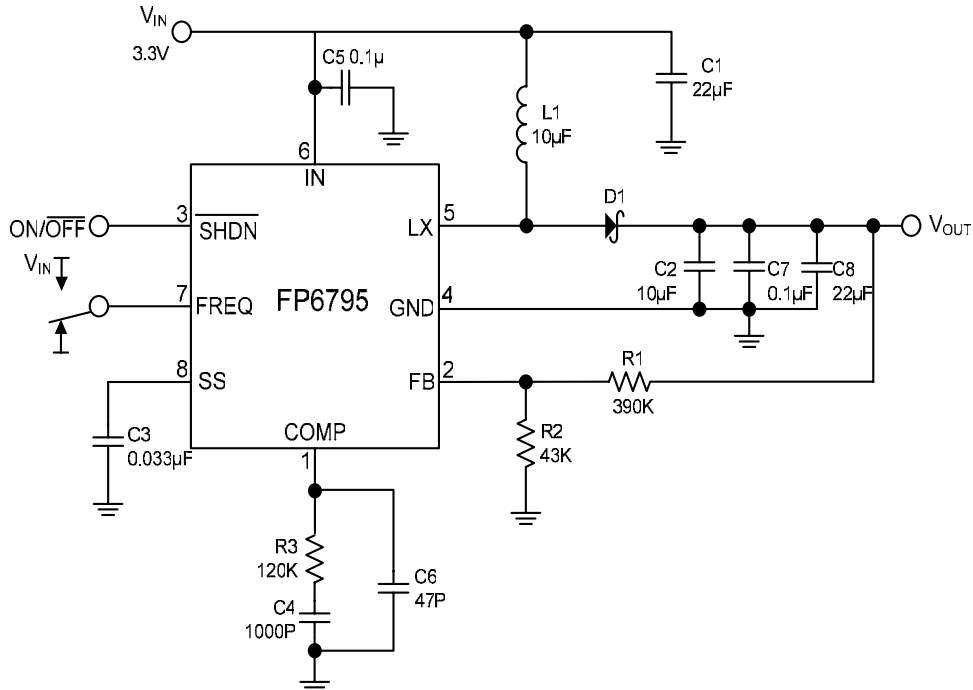 VIN
3.3V
C5 0.1µ
C1
22µF
L1
10µF
6
IN
ON/OFF
3
SHDN
LX
5
D1
VOUT
VIN
7
FREQ
FP6795
GND
4
C2
10µF
C7
0.1µF
C8
22µF
8
SS
FB
2
R1
390K
C3
0.033µF
COMP
1
R2
43K
R3
120K
C4
1000P
C6
47P